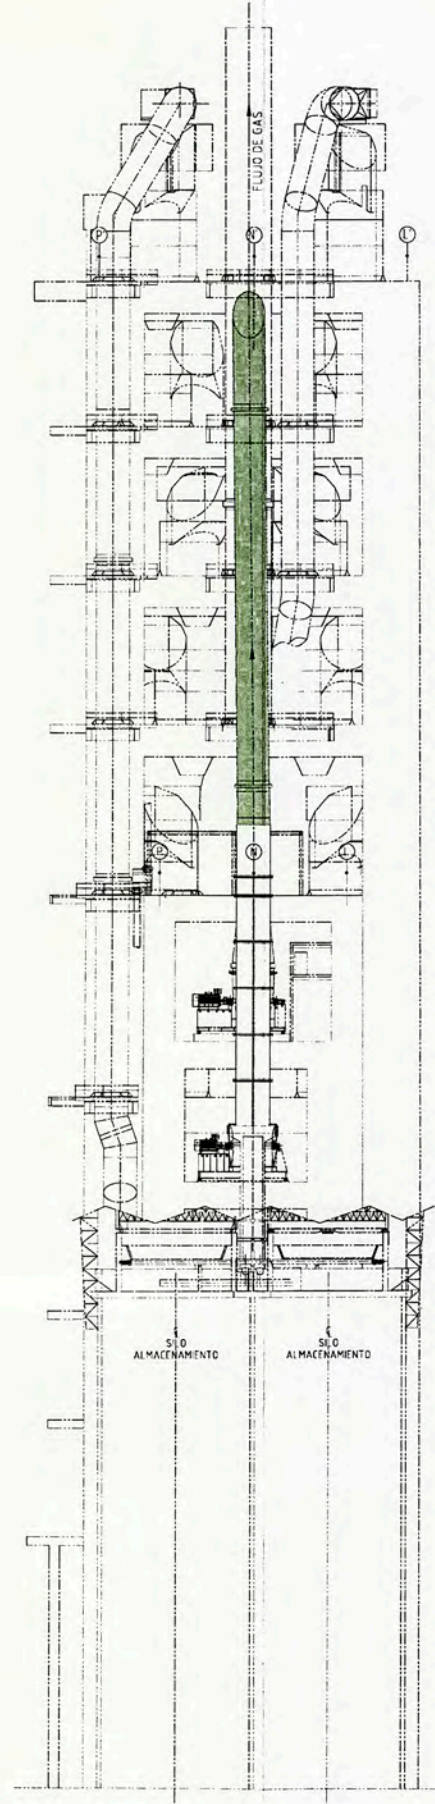 FLUJO DE GAS
P'
N'
L'
P
N
L
SILO
ALMACENAMIENTO
SILO
ALMACENAMIENTO